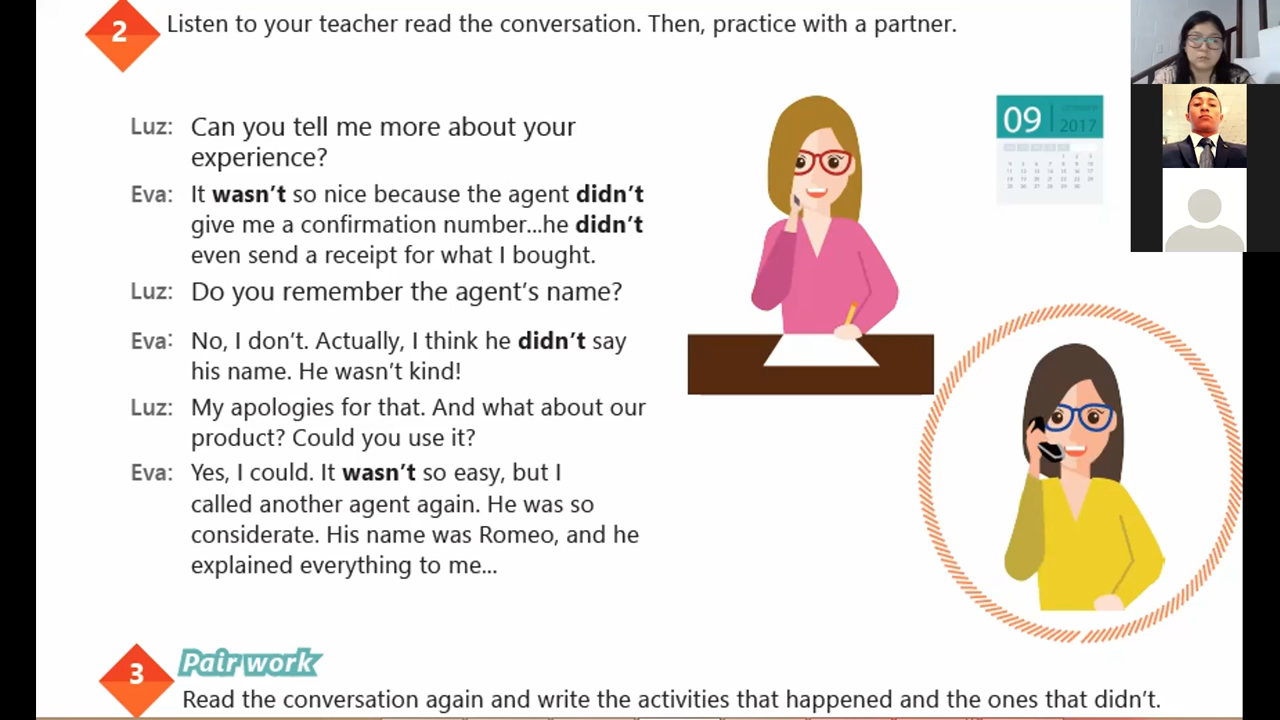 2 Listen to your teacher read the conversation. Then, practice with a partner.
Luz: Can you tell me more about your
experience?
Eva: It wasn't so nice because the agent didn't
give me a confirmation number...he didn't
even send a receipt for what I bought.
Luz: Do you remember the agent's name?
Eva: No, I don't. Actually, I think he didn't say
his name. He wasn't kind!
Luz: My apologies for that. And what about our
product? Could you use it?
Eva: Yes, I could. It wasn't so easy, but I
called another agent again. He was so
considerate. His name was Romeo, and he
explained everything to me...
09
2017
3 Pair work
Read the conversation again and write the activities that happened and the ones that didn't.